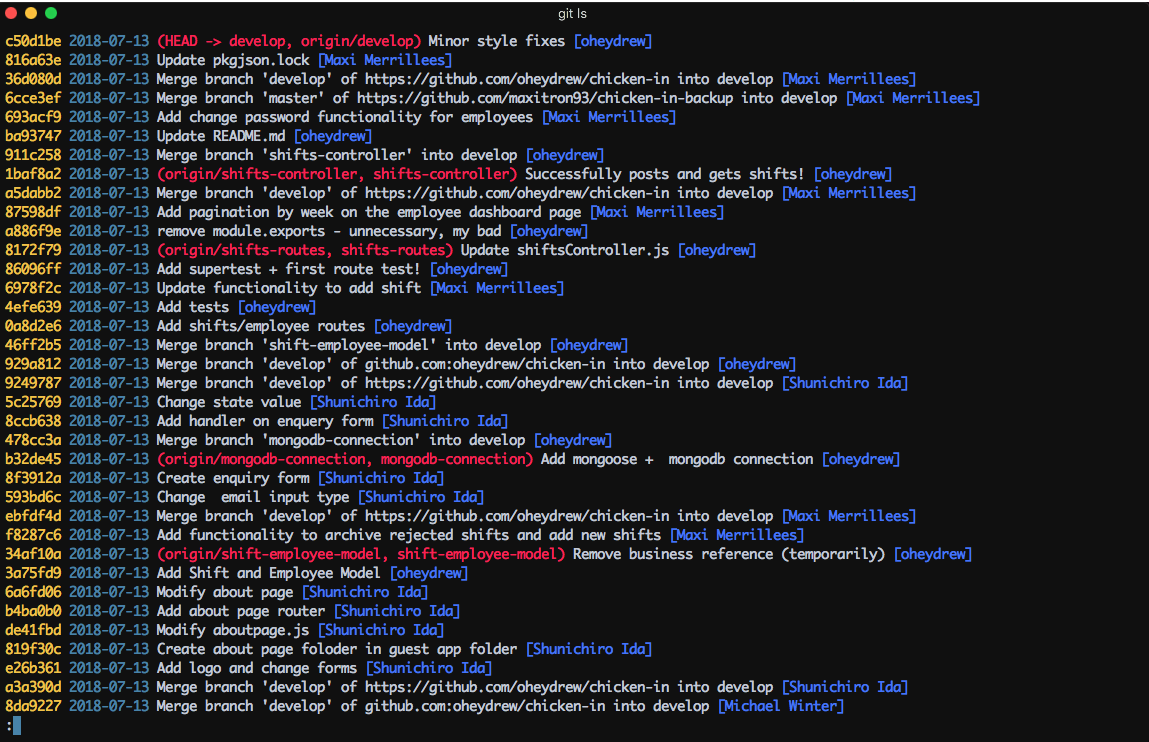 git ls
c50d1be 2018-07-13 (HEAD -> develop, origin/develop) Minor style fixes [oheydrew]
816a63e 2018-07-13 Update pkgjson.lock [Maxi Merrillees]
36d080d 2018-07-13 Merge branch 'develop' of https://github.com/oheydrew/chicken-in into develop [Maxi Merrillees]
6cce3ef 2018-07-13 Merge branch 'master' of https://github.com/maxitron93/chicken-in-backup into develop [Maxi Merrillees]
693acf9 2018-07-13 Add change password functionality for employees [Maxi Merrillees]
ba93747 2018-07-13 Update README.md [oheydrew]
911c258 2018-07-13 Merge branch 'shifts-controller' into develop [oheydrew]
1baf8a2 2018-07-13 (origin/shifts-controller, shifts-controller) Successfully posts and gets shifts! [oheydrew]
a5dabb2 2018-07-13 Merge branch 'develop' of https://github.com/oheydrew/chicken-in into develop [Maxi Merrillees]
87598df 2018-07-13 Add pagination by week on the employee dashboard page [Maxi Merrillees]
a886f9e 2018-07-13 remove module.exports - unnecessary, my bad [oheydrew]
8172f79 2018-07-13 (origin/shifts-routes, shifts-routes) Update shiftsController.js [oheydrew]
86096ff 2018-07-13 Add supertest + first route test! [oheydrew]
6978f2c 2018-07-13 Update functionality to add shift [Maxi Merrillees]
4efe639 2018-07-13 Add tests [oheydrew]
0a8d2e6 2018-07-13 Add shifts/employee routes [oheydrew]
46ff2b5 2018-07-13 Merge branch 'shift-employee-model' into develop [oheydrew]
929a812 2018-07-13 Merge branch 'develop' of github.com:oheydrew/chicken-in into develop [oheydrew]
9249787 2018-07-13 Merge branch 'develop' of https://github.com/oheydrew/chicken-in into develop [Shunichiro Ida]
5c25769 2018-07-13 Change state value [Shunichiro Ida]
8ccb638 2018-07-13 Add handler on enquery form [Shunichiro Ida]
478cc3a 2018-07-13 Merge branch 'mongodb-connection' into develop [oheydrew]
b32de45 2018-07-13 (origin/mongodb-connection, mongodb-connection) Add mongoose +  mongodb connection [oheydrew]
8f3912a 2018-07-13 Create enquiry form [Shunichiro Ida]
593bd6c 2018-07-13 Change  email input type [Shunichiro Ida]
ebfdf4d 2018-07-13 Merge branch 'develop' of https://github.com/oheydrew/chicken-in into develop [Maxi Merrillees]
f8287c6 2018-07-13 Add functionality to archive rejected shifts and add new shifts [Maxi Merrillees]
34af10a 2018-07-13 (origin/shift-employee-model, shift-employee-model) Remove business reference (temporarily) [oheydrew]
3a75fd9 2018-07-13 Add Shift and Employee Model [oheydrew]
6a6fd06 2018-07-13 Modify about page [Shunichiro Ida]
b4ba0b0 2018-07-13 Add about page router [Shunichiro Ida]
de41fbd 2018-07-13 Modify aboutpage.js [Shunichiro Ida]
819f30c 2018-07-13 Create about page foloder in guest app folder [Shunichiro Ida]
e26b361 2018-07-13 Add logo and change forms [Shunichiro Ida]
a3a390d 2018-07-13 Merge branch 'develop' of https://github.com/oheydrew/chicken-in into develop [Shunichiro Ida]
8da9227 2018-07-13 Merge branch 'develop' of github.com:oheydrew/chicken-in into develop [Michael Winter]
: